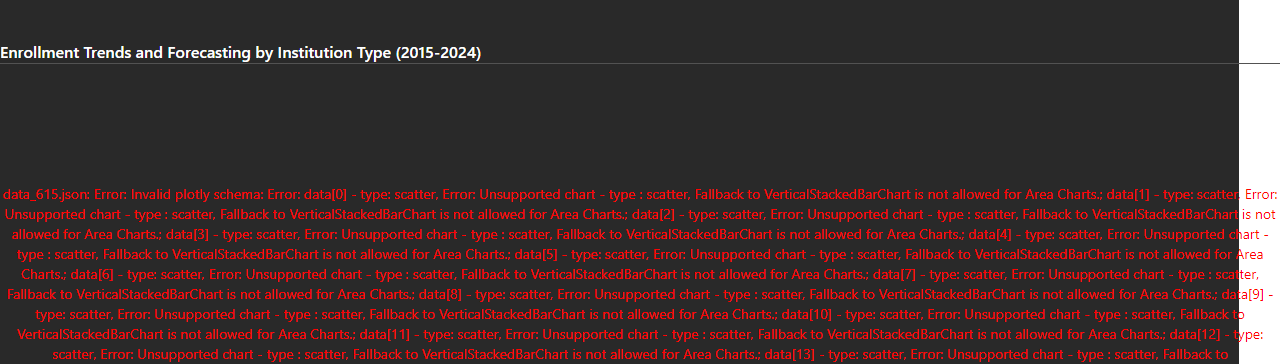 Enrollment Trends and Forecasting by Institution Type (2015-2024)
data_615.json: Error: Invalid plotly schema: Error: data[0] - type: scatter, Error: Unsupported chart - type : scatter, Fallback to VerticalStackedBarChart is not allowed for Area Charts.; data[1] - type: scatter, Error:
Unsupported chart - type : scatter, Fallback to VerticalStackedBarChart is not allowed for Area Charts.; data[2] - type: scatter, Error: Unsupported chart - type : scatter, Fallback to VerticalStackedBarChart is not
allowed for Area Charts.; data[3] - type: scatter, Error: Unsupported chart - type : scatter, Fallback to VerticalStackedBarChart is not allowed for Area Charts.; data[4] - type: scatter, Error: Unsupported chart -
type : scatter, Fallback to VerticalStackedBarChart is not allowed for Area Charts.; data[5] - type: scatter, Error: Unsupported chart - type : scatter, Fallback to VerticalStackedBarChart is not allowed for Area
Charts.; data[6] - type: scatter, Error: Unsupported chart - type : scatter, Fallback to VerticalStackedBarChart is not allowed for Area Charts.; data[7] - type: scatter, Error: Unsupported chart - type : scatter,
Fallback to VerticalStackedBarChart is not allowed for Area Charts.; data[8] - type: scatter, Error: Unsupported chart - type : scatter, Fallback to VerticalStackedBarChart is not allowed for Area Charts.; data[9] -
type: scatter, Error: Unsupported chart - type : scatter, Fallback to VerticalStackedBarChart is not allowed for Area Charts.; data[10] - type: scatter, Error: Unsupported chart - type : scatter, Fallback to
VerticalStackedBarChart is not allowed for Area Charts.; data[11] - type: scatter, Error: Unsupported chart - type : scatter, Fallback to VerticalStackedBarChart is not allowed for Area Charts.; data[12] - type:
scatter, Error: Unsupported chart - type : scatter, Fallback to VerticalStackedBarChart is not allowed for Area Charts.; data[13] - type: scatter, Error: Unsupported chart - type : scatter, Fallback to